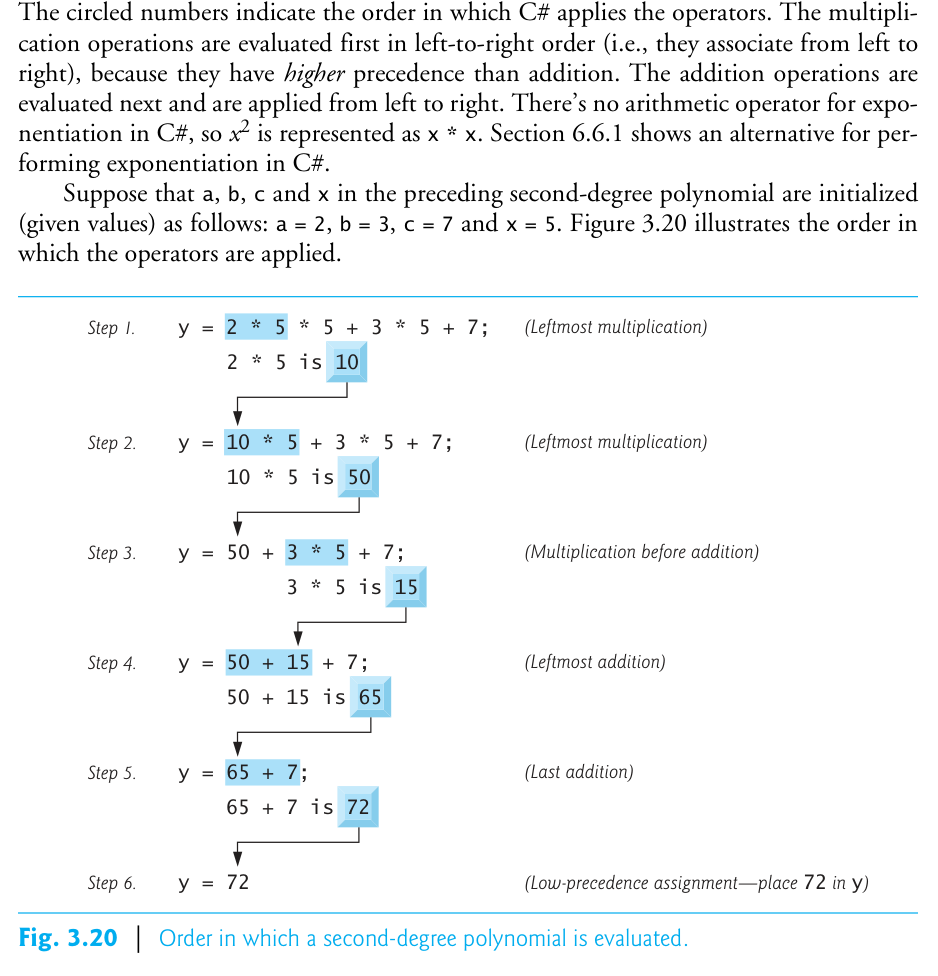 The circled numbers indicate the order in which C# applies the operators. The multipli-
cation operations are evaluated first in left-to-right order (i.e., they associate from left to
right), because they have higher precedence than addition. The addition operations are
evaluated next and are applied from left to right. There’s no arithmetic operator for expo-
nentiation in C#, so x² is represented as x * x. Section 6.6.1 shows an alternative for per-
forming exponentiation in C#.
Suppose that a, b, c and x in the preceding second-degree polynomial are initialized
(given values) as follows: a = 2, b = 3, c = 7 and x = 5. Figure 3.20 illustrates the order in
which the operators are applied.
Step 1. y = 2 * 5 * 5 + 3 * 5 + 7; (Leftmost multiplication)
2 * 5 is 10
Step 2. y = 10 * 5 + 3 * 5 + 7; (Leftmost multiplication)
10 * 5 is 50
Step 3. y = 50 + 3 * 5 + 7; (Multiplication before addition)
3 * 5 is 15
Step 4. y = 50 + 15 + 7; (Leftmost addition)
50 + 15 is 65
Step 5. y = 65 + 7; (Last addition)
65 + 7 is 72
Step 6. y = 72 (Low-precedence assignment—place 72 in y)
Fig. 3.20 | Order in which a second-degree polynomial is evaluated.